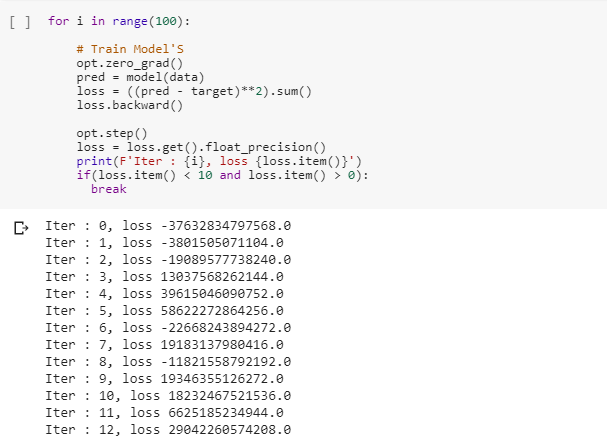 [ ] for i in range(100):
# Train Model'S
opt.zero_grad()
pred = model(data)
loss = ((pred - target)**2).sum()
loss.backward()
opt.step()
loss = loss.get().float_precision()
print(F'Iter : {i}, loss {loss.item()}')
if(loss.item() < 10 and loss.item() > 0):
break
Iter : 0, loss -37632834797568.0
Iter : 1, loss -3801505071104.0
Iter : 2, loss -19089577738240.0
Iter : 3, loss 13037568262144.0
Iter : 4, loss 39615046090752.0
Iter : 5, loss 58622272864256.0
Iter : 6, loss -22668243894272.0
Iter : 7, loss 19183137980416.0
Iter : 8, loss -11821558792192.0
Iter : 9, loss 19346355126272.0
Iter : 10, loss 18232467521536.0
Iter : 11, loss 6625185234944.0
Iter : 12, loss 29042260574208.0